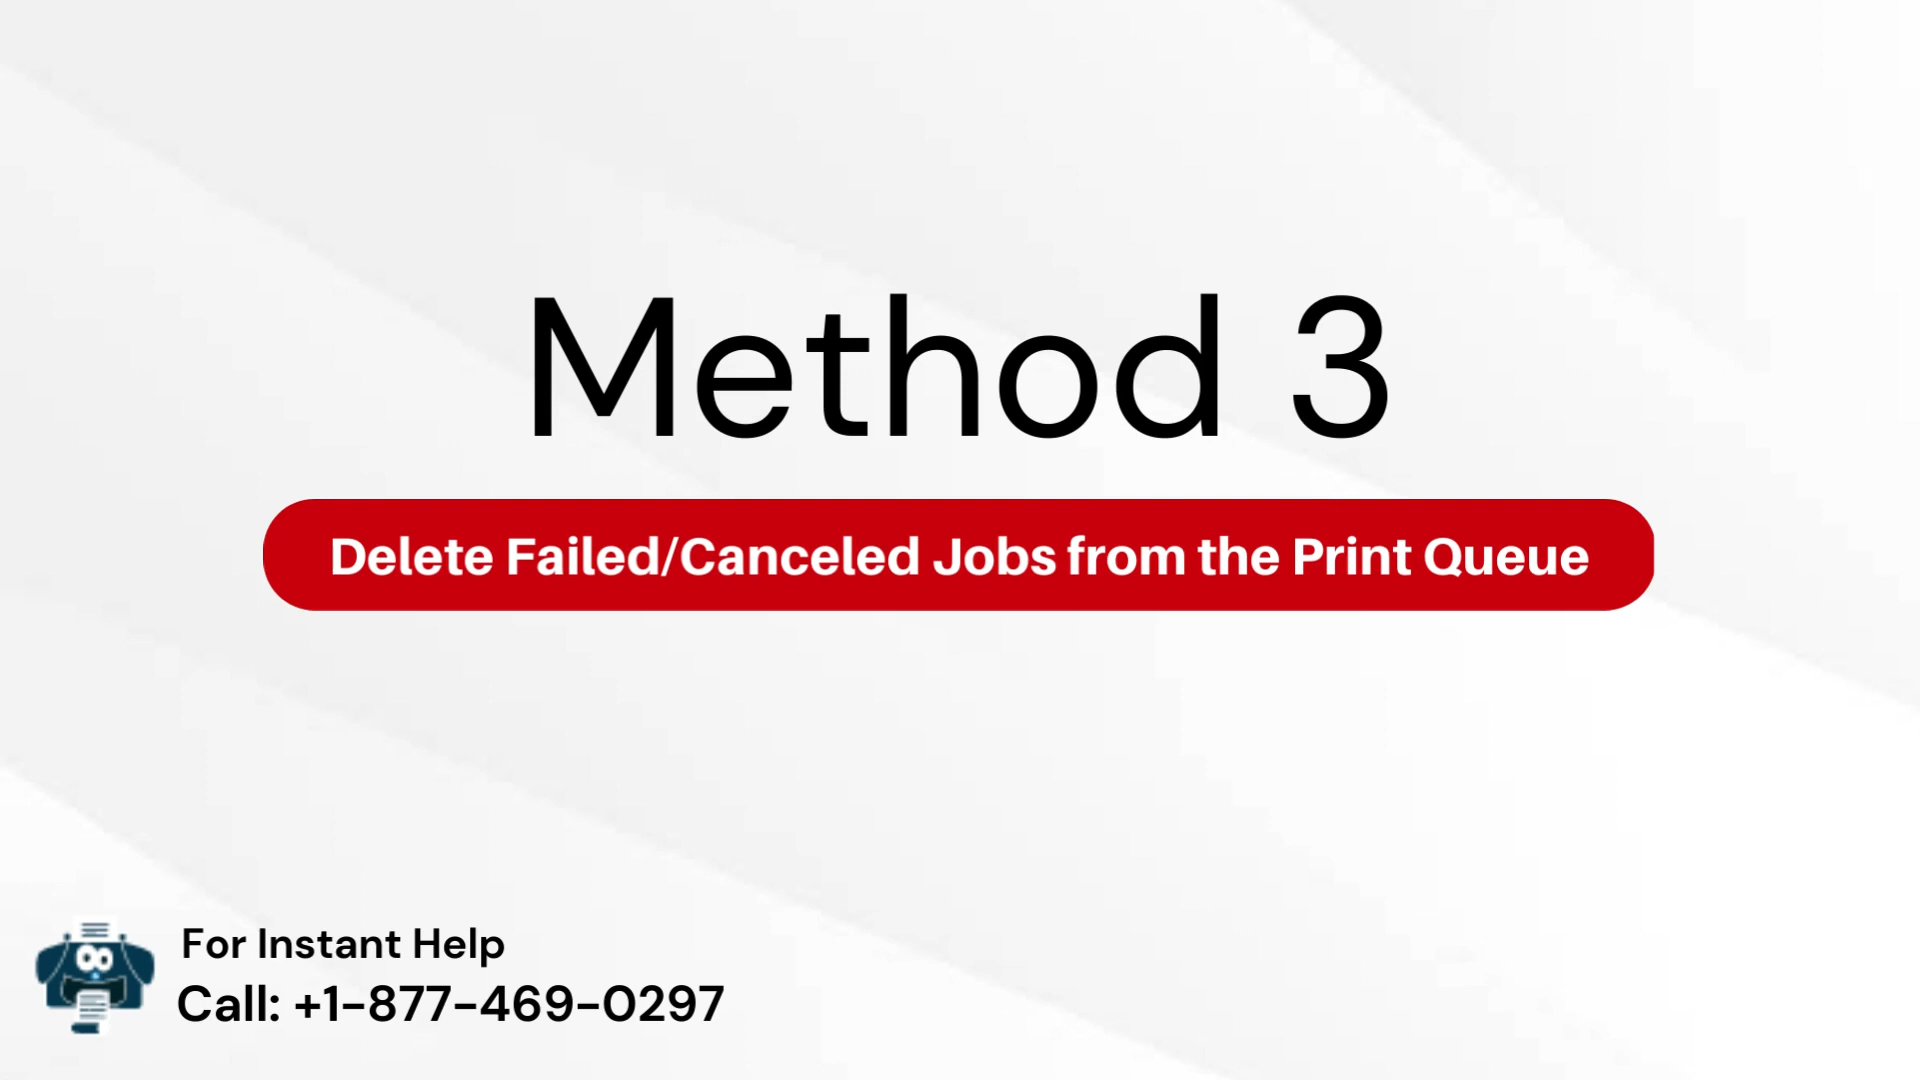 Method 3
Delete Failed/Canceled Jobs from the Print Queue
For Instant Help
Call: +1-877-469-0297